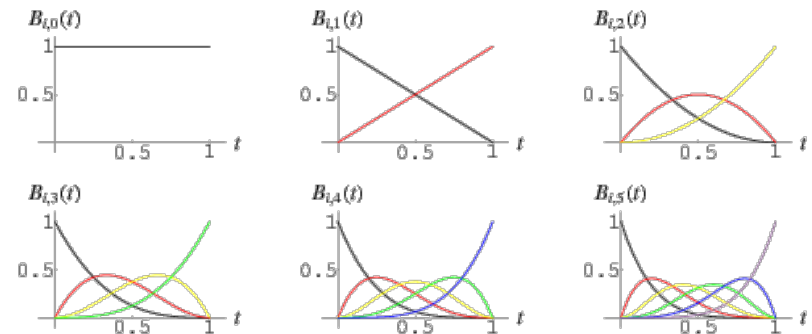 B_{i,0}(t) B_{i,1}(t) B_{i,2}(t)
1 1 1
0.5 0.5 0.5
0.5 1 t 0.5 1 t 0.5 1 t
B_{i,3}(t) B_{i,4}(t) B_{i,5}(t)
1 1 1
0.5 0.5 0.5
0.5 1 t 0.5 1 t 0.5 1 t